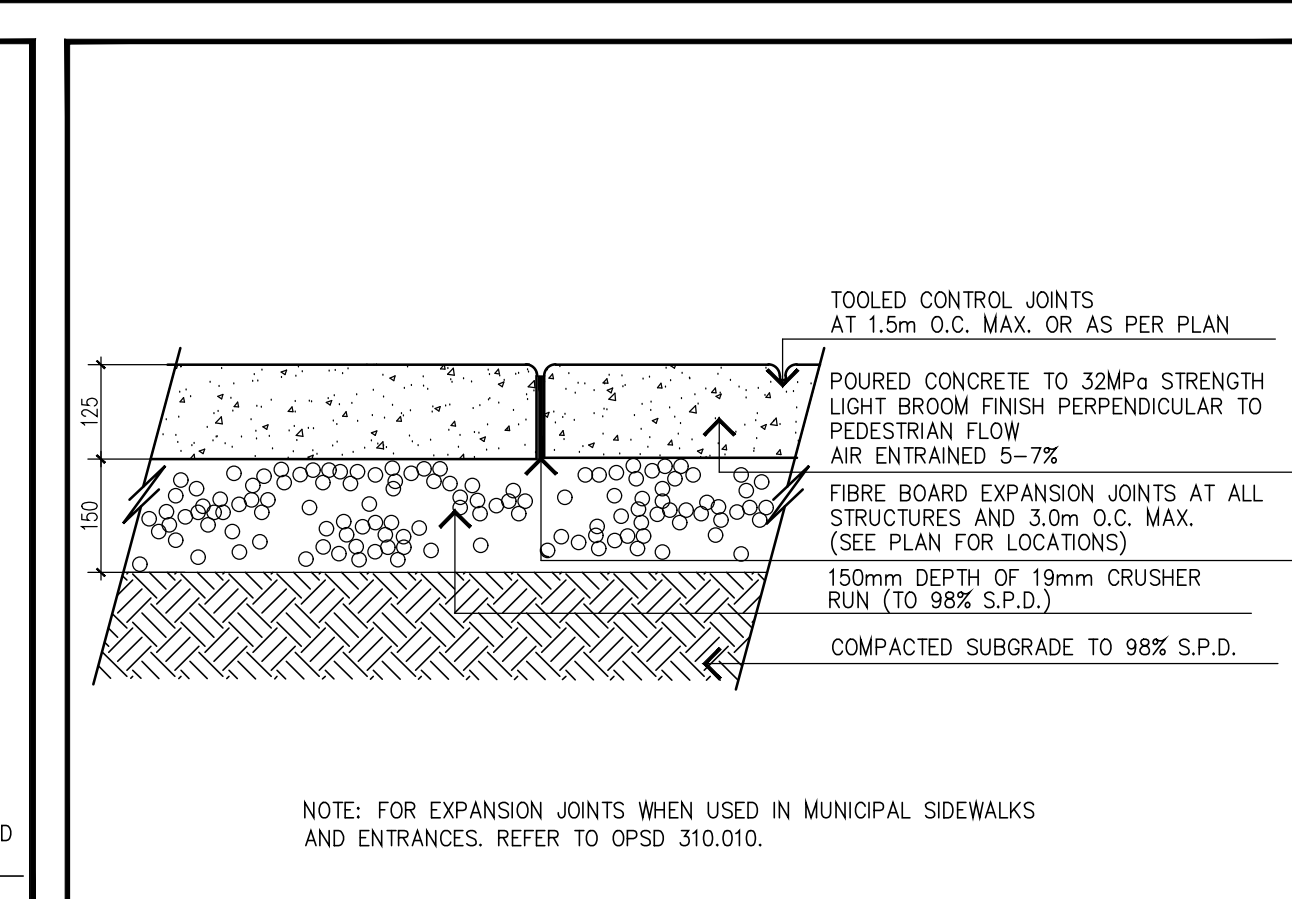 TOOLED CONTROL JOINTS
AT 1.5m O.C. MAX. OR AS PER PLAN
POURED CONCRETE TO 32MPa STRENGTH
LIGHT BROOM FINISH PERPENDICULAR TO
PEDESTRIAN FLOW
AIR ENTRAINED 5-7%
FIBRE BOARD EXPANSION JOINTS AT ALL
STRUCTURES AND 3.0m O.C. MAX.
(SEE PLAN FOR LOCATIONS)
150mm DEPTH OF 19mm CRUSHER
RUN (TO 98% S.P.D.)
COMPACTED SUBGRADE TO 98% S.P.D.
125
150
NOTE: FOR EXPANSION JOINTS WHEN USED IN MUNICIPAL SIDEWALKS
AND ENTRANCES. REFER TO OPSD 310.010.
D